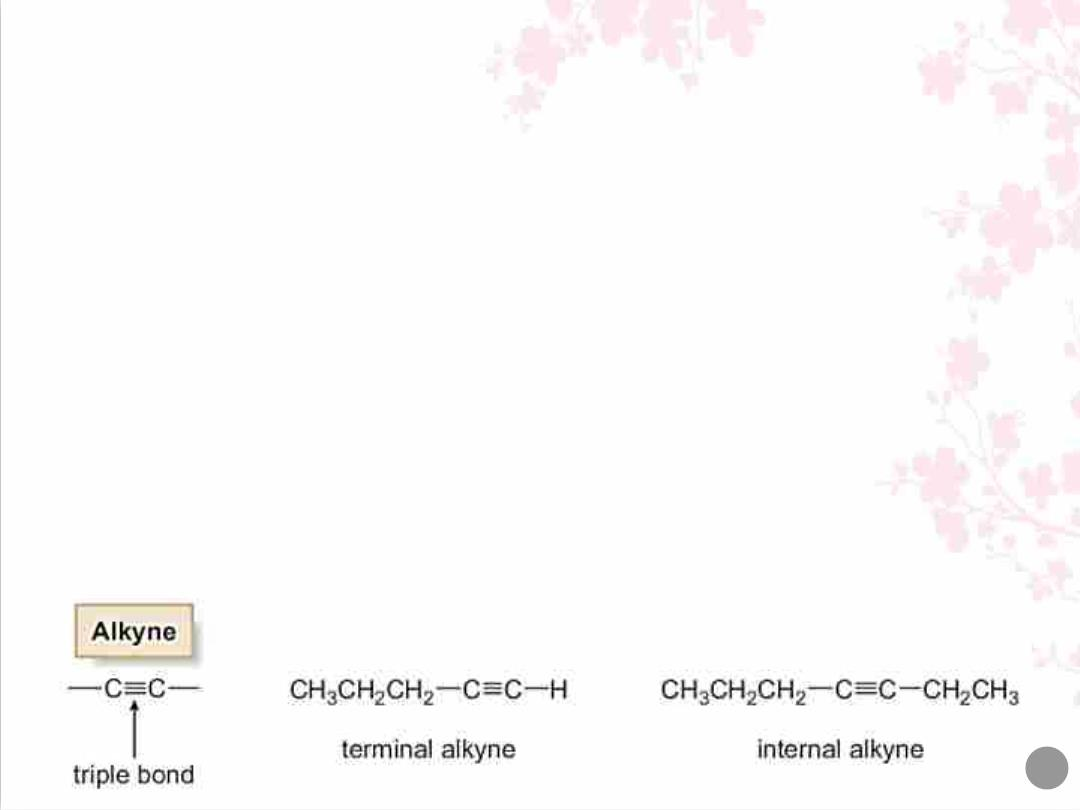 Alkyne
—C≡C— CH₃CH₂CH₂—C≡C—H CH₃CH₂CH₂—C≡C—CH₂CH₃
terminal alkyne internal alkyne
triple bond